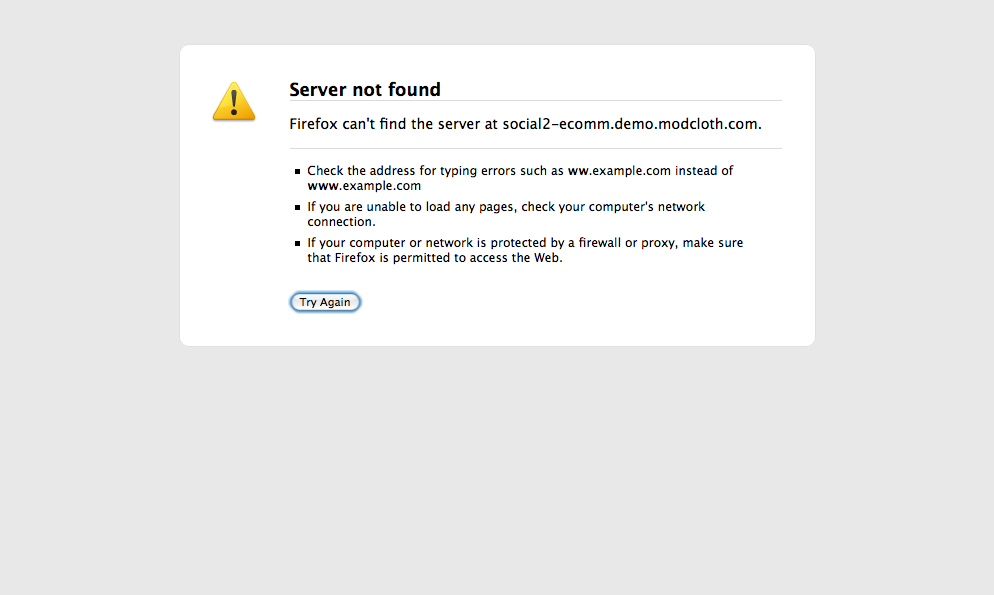 Server not found
Firefox can't find the server at social2-ecomm.demo.modcloth.com.
Check the address for typing errors such as ww.example.com instead of
www.example.com
If you are unable to load any pages, check your computer's network
connection.
If your computer or network is protected by a firewall or proxy, make sure
that Firefox is permitted to access the Web.
Try Again